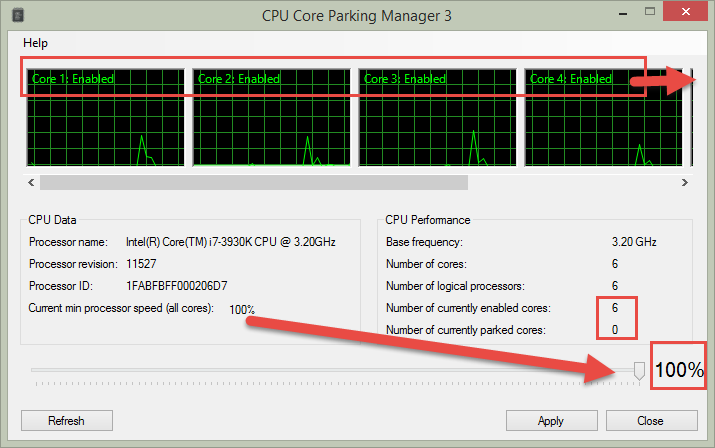 CPU Core Parking Manager 3
Help
Core 1: Enabled
Core 2: Enabled
Core 3: Enabled
Core 4: Enabled
CPU Data
Processor name: Intel(R) Core(TM) i7-3930K CPU @ 3.20GHz
Processor revision: 11527
Processor ID: 1FABFBFF000206D7
Current min processor speed (all cores): 100%
CPU Performance
Base frequency: 3.20 GHz
Number of cores: 6
Number of logical processors: 6
Number of currently enabled cores: 6
Number of currently parked cores: 0
100%
Refresh
Apply
Close